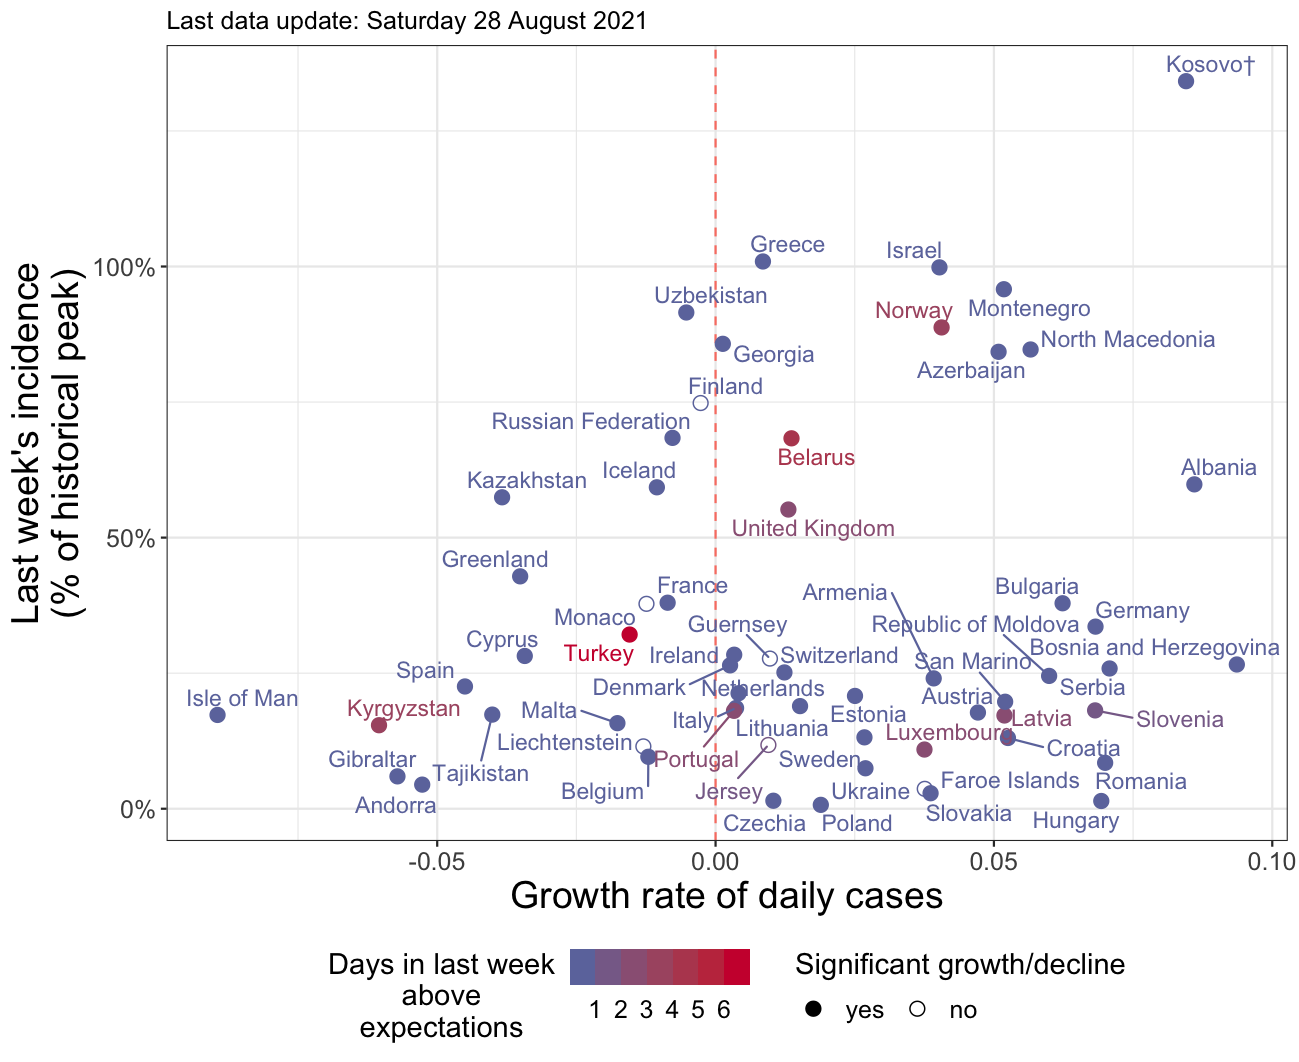 Last data update: Saturday 28 August 2021
Last week's incidence
(% of historical peak)
100%
50%
0%
Kosovo†
Greece
Israel
Uzbekistan
Montenegro
Norway
North Macedonia
Georgia
Azerbaijan
Finland
Russian Federation
Belarus
Iceland
Albania
Kazakhstan
United Kingdom
Greenland
France
Bulgaria
Armenia
Germany
Monaco
Guernsey
Republic of Moldova
Cyprus
Bosnia and Herzegovina
Turkey
Ireland
Switzerland
San Marino
Spain
Denmark
Netherlands
Serbia
Isle of Man
Austria
Kyrgyzstan
Malta
Italy
Estonia
Latvia
Slovenia
Lithuania
Luxembourg
Liechtenstein
Croatia
Gibraltar
Portugal
Sweden
Tajikistan
Faroe Islands
Romania
Belgium
Jersey
Ukraine
Andorra
Slovakia
Czechia
Poland
Hungary
-0.05
0.00
0.05
0.10
Growth rate of daily cases
Days in last week
above
expectations
1 2 3 4 5 6
Significant growth/decline
yes
no